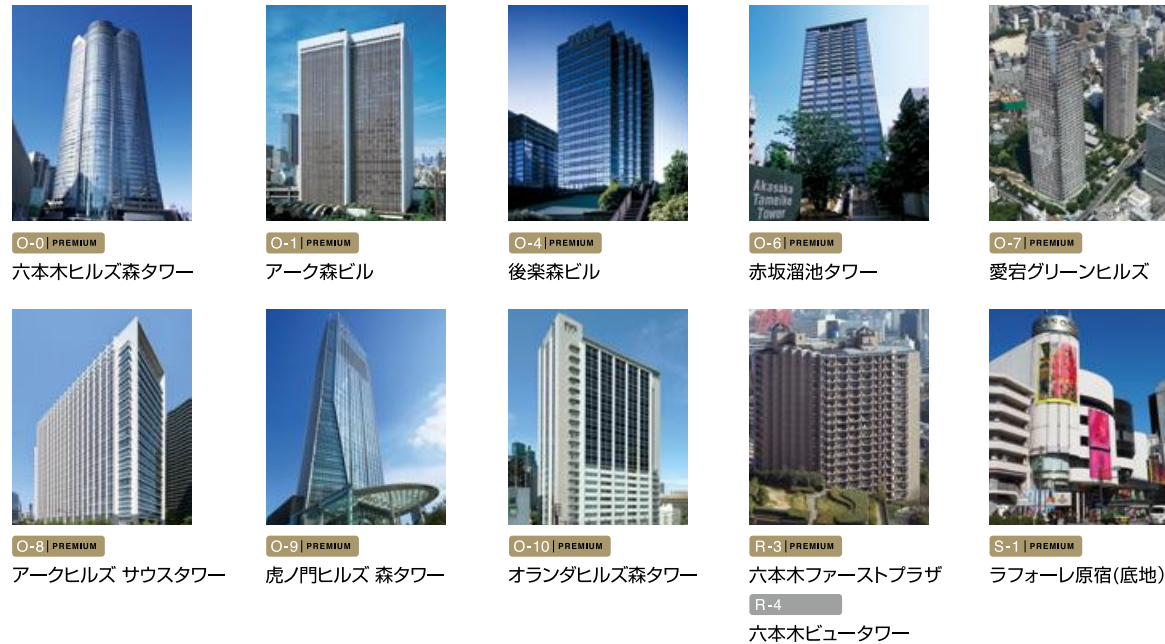 Akasaka
Tameike
Tower
O-0 | PREMIUM
六本木ヒルズ森タワー
O-1 | PREMIUM
アーク森ビル
O-4 | PREMIUM
後楽森ビル
O-6 | PREMIUM
赤坂溜池タワー
O-7 | PREMIUM
愛宕グリーンヒルズ
O-8 | PREMIUM
アークヒルズ サウスタワー
O-9 | PREMIUM
虎ノ門ヒルズ 森タワー
O-10 | PREMIUM
オランダヒルズ森タワー
R-3 | PREMIUM
六本木ファーストプラザ
R-4
六本木ビュータワー
S-1 | PREMIUM
ラフォーレ原宿(底地)